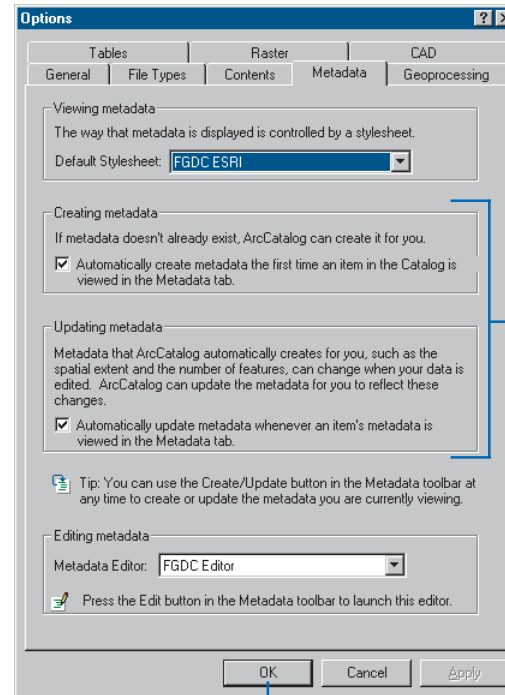 Options
Tables Raster CAD
General File Types Contents Metadata Geoprocessing
Viewing metadata
The way that metadata is displayed is controlled by a stylesheet.
Default Stylesheet: FGDC ESRI
Creating metadata
If metadata doesn't already exist, ArcCatalog can create it for you.
Automatically create metadata the first time an item in the Catalog is
viewed in the Metadata tab.
Updating metadata
Metadata that ArcCatalog automatically creates for you, such as the
spatial extent and the number of features, can change when your data is
edited. ArcCatalog can update the metadata for you to reflect these
changes.
Automatically update metadata whenever an item's metadata is
viewed in the Metadata tab.
Tip: You can use the Create/Update button in the Metadata toolbar at
any time to create or update the metadata you are currently viewing.
Editing metadata
Metadata Editor: FGDC Editor
Press the Edit button in the Metadata toolbar to launch this editor.
OK Cancel Apply